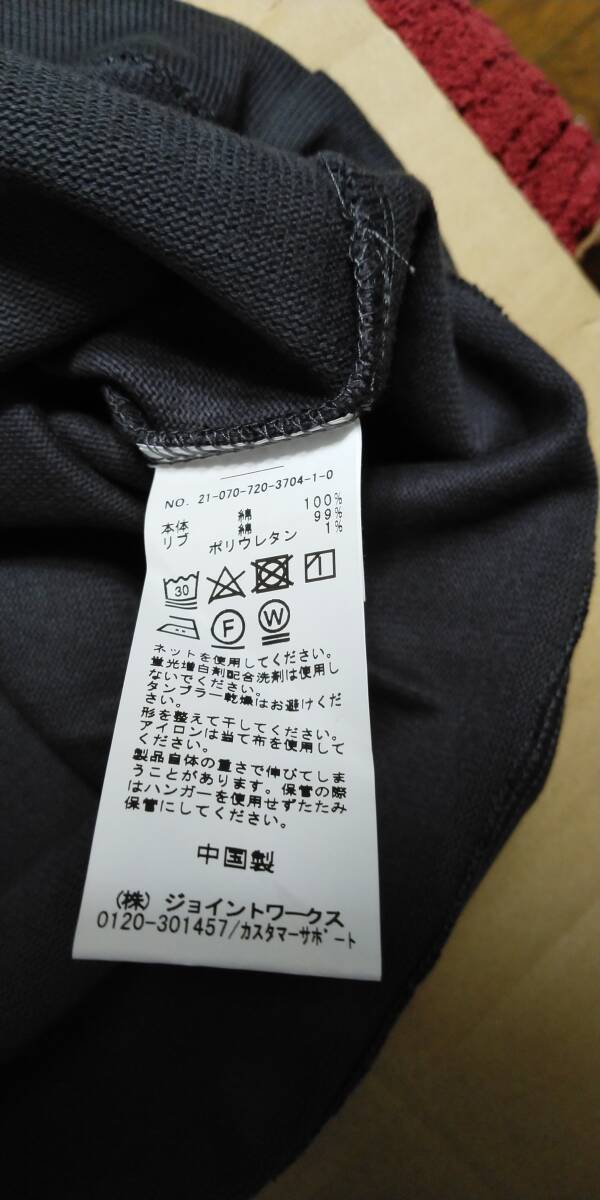 NO. 21-070-720-3704-1-0
本体 綿 100%
リブ 綿 99%
ポリウレタン 1%
30
F W
ネットを使用してください。
蛍光増白剤配合洗剤は使用し
ないでください。
タンブラー乾燥はお避けくだ
さい。
形を整えて干してください。
アイロンは当て布を使用して
ください。
製品自体の重さで伸びてしま
うことがあります。保管の際
はハンガーを使用せずたたみ
保管にしてください。
中国製
(株) ジョイントワークス
0120-301457/カスタマーサポート